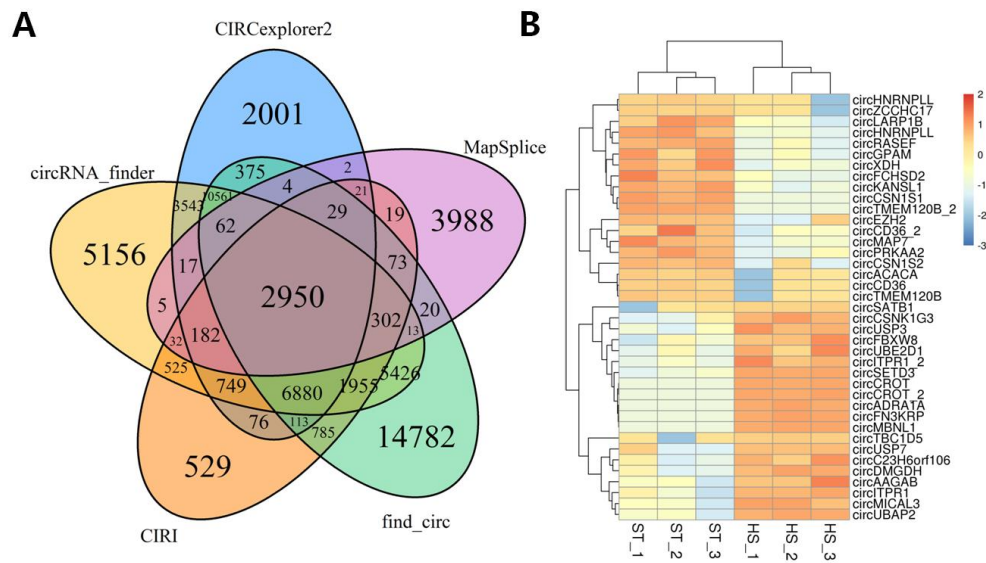 A
CIRCexplorer2
MapSplice
circRNA_finder
CIRI
find_circ
2001
3988
5156
529
14782
375
2
4
21
19
10561
3543
62
29
73
17
2950
5
20
302
13
182
32
525
749
6880
1955
5426
76
113
785
B
circHNRNPLL
circZCCHC17
circLARP1B
circHNRNPLL
circRASEF
circGPAM
circXDH
circFCHSD2
circKANSL1
circCSN1S1
circTMEM120B_2
circEZH2
circCD36_2
circMAP7
circPRKAA2
circCSN1S2
circACACA
circCD36
circTMEM120B
circSATB1
circCSNK1G3
circUSP3
circFBXW8
circUBE2D1
circITPR1_2
circSETD3
circCROT
circCROT_2
circADRA1A
circFN3KRP
circMBNL1
circTBC1D5
circUSP7
circC23H6orf106
circDMGDH
circAAGAB
circITPR1
circMICAL3
circUBAP2
ST_1
ST_2
ST_3
HS_1
HS_2
HS_3
2
1
0
-1
-2
-3